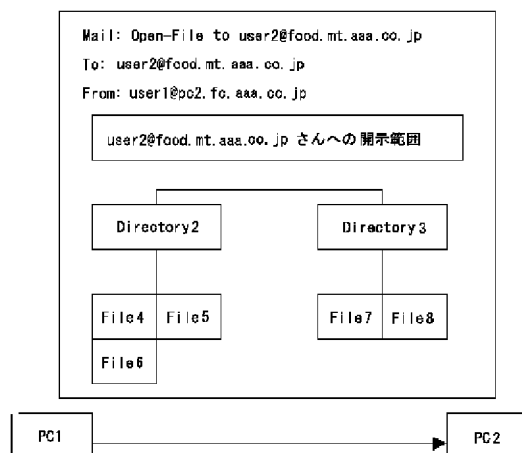 Mail: Open-File to user2@food.mt.aaa.co.jp
To: user2@food.mt.aaa.co.jp
From: user1@pc2.fc.aaa.co.jp
user2@food.mt.aaa.co.jp さんへの開示範囲
Directory2 Directory3
File4 File5 File7 File8
File6
PC1 PC2